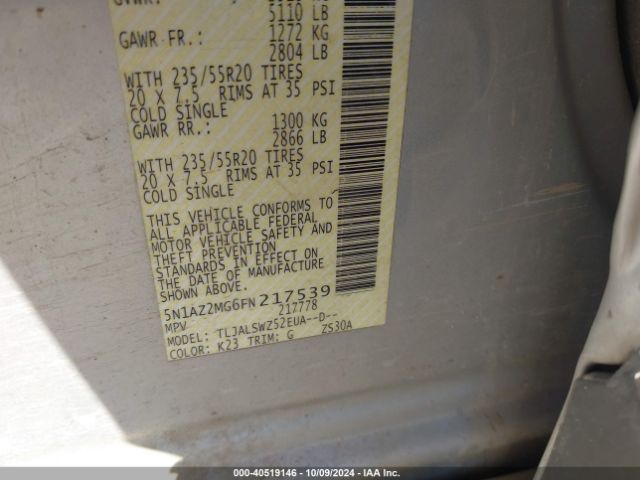 5110 LB
GAWR FR.: 1272 KG
2804 LB
WITH 235/55R20 TIRES
20 X 7.5 RIMS AT 35 PSI
COLD SINGLE
GAWR RR.: 1300 KG
2866 LB
WITH 235/55R20 TIRES
20 X 7.5 RIMS AT 35 PSI
COLD SINGLE
THIS VEHICLE CONFORMS TO
ALL APPLICABLE FEDERAL
MOTOR VEHICLE SAFETY AND
THEFT PREVENTION
STANDARDS IN EFFECT ON
THE DATE OF MANUFACTURE
SHOWN ABOVE.
5N1AZ2MG6FN217539
MPV 217778
MODEL: TLJALSWZ52EUA--D--
COLOR: K23 TRIM: G ZS30A
000-40519146 - 10/09/2024 - IAA Inc.